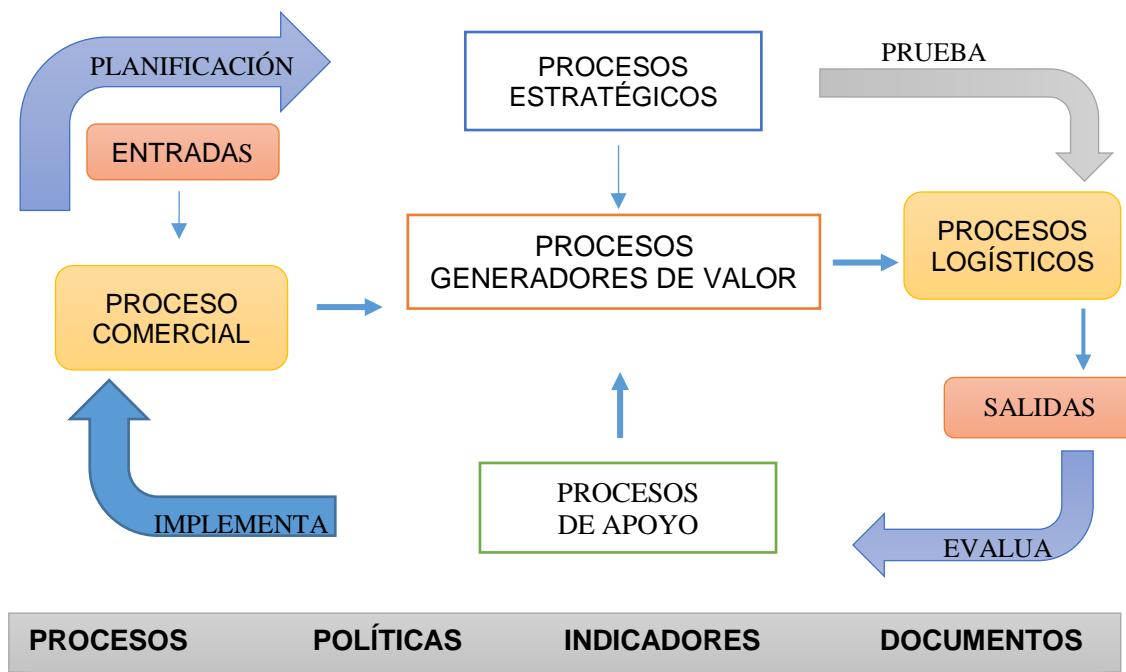 PLANIFICACIÓN
PROCESOS
ESTRATÉGICOS
PRUEBA
ENTRADAS
PROCESOS
GENERADORES DE VALOR
PROCESOS
LOGÍSTICOS
PROCESO
COMERCIAL
SALIDAS
PROCESOS
DE APOYO
IMPLEMENTA
EVALUA
PROCESOS POLÍTICAS INDICADORES DOCUMENTOS